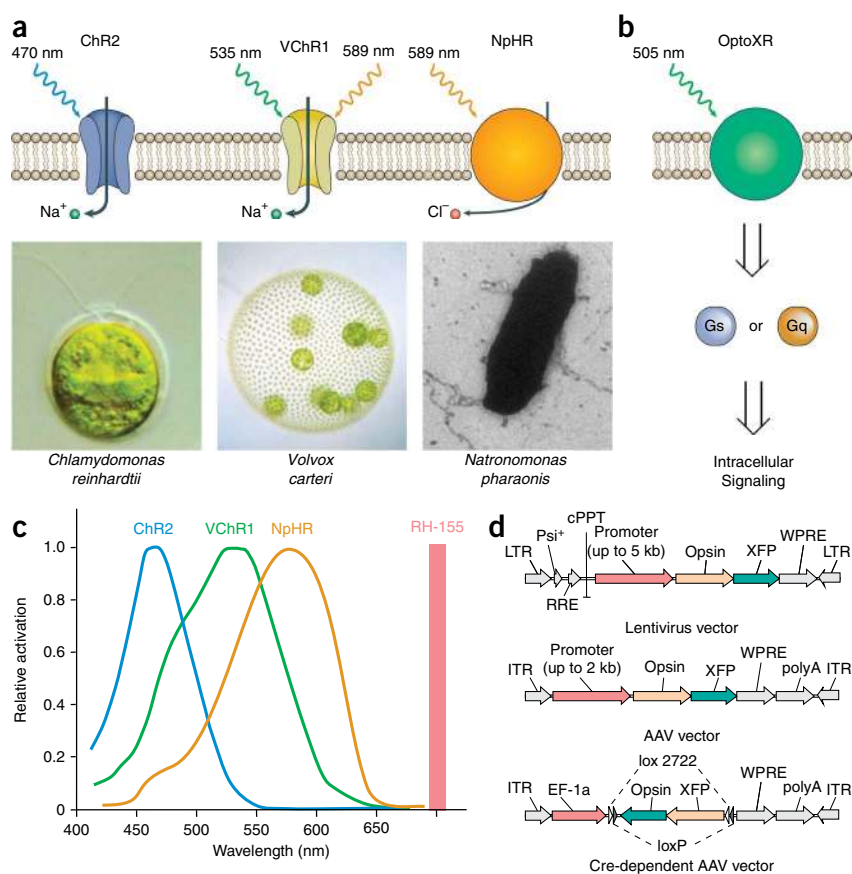 a
ChR2
470 nm
VChR1
535 nm
589 nm
NpHR
589 nm
Na+
Na+
Cl−
Chlamydomonas
reinhardtii
Volvox
carteri
Natronomonas
pharaonis
b
OptoXR
505 nm
Gs or Gq
Intracellular
Signaling
c
ChR2 VChR1 NpHR RH-155
Relative activation
1.0
0.8
0.6
0.4
0.2
0
400 450 500 550 600 650
Wavelength (nm)
d
LTR
Psi+
RRE
cPPT
Promoter
(up to 5 kb)
Opsin
XFP
WPRE
LTR
Lentivirus vector
ITR
Promoter
(up to 2 kb)
Opsin
XFP
WPRE
polyA
ITR
AAV vector
lox 2722
ITR
EF-1a
Opsin
XFP
WPRE
polyA
ITR
loxP
Cre-dependent AAV vector